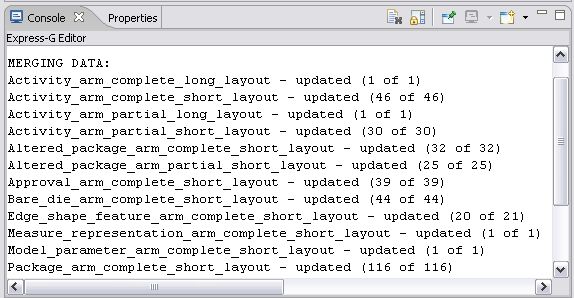 Console
Properties
Express-G Editor
MERGING DATA:
Activity_arm_complete_long_layout - updated (1 of 1)
Activity_arm_complete_short_layout - updated (46 of 46)
Activity_arm_partial_long_layout - updated (1 of 1)
Activity_arm_partial_short_layout - updated (30 of 30)
Altered_package_arm_complete_short_layout - updated (32 of 32)
Altered_package_arm_partial_short_layout - updated (25 of 25)
Approval_arm_complete_short_layout - updated (39 of 39)
Bare_die_arm_complete_short_layout - updated (44 of 44)
Edge_shape_feature_arm_complete_short_layout - updated (20 of 21)
Measure_representation_arm_complete_short_layout - updated (1 of 1)
Model_parameter_arm_complete_short_layout - updated (1 of 1)
Package_arm_complete_short_layout - updated (116 of 116)